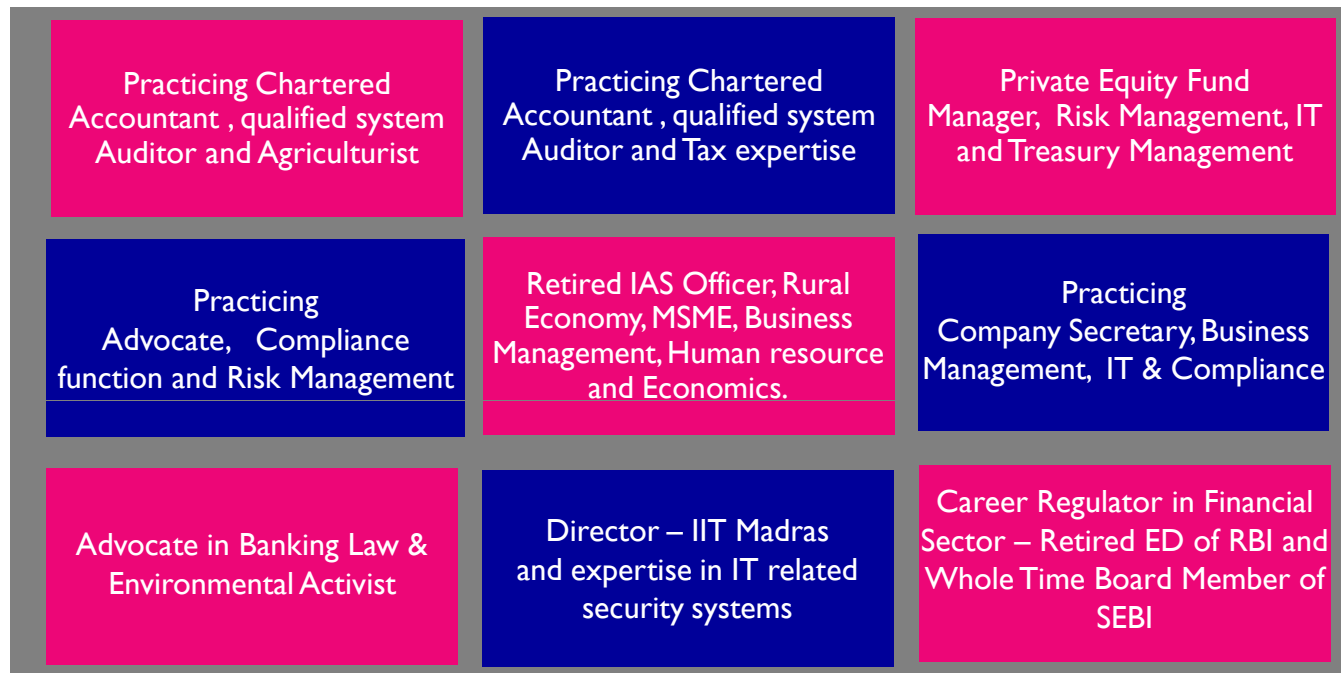 Practicing Chartered
Accountant , qualified system
Auditor and Agriculturist
Practicing Chartered
Accountant , qualified system
Auditor and Tax expertise
Private Equity Fund
Manager, Risk Management, IT
and Treasury Management
Practicing
Advocate, Compliance
function and Risk Management
Retired IAS Officer, Rural
Economy, MSME, Business
Management, Human resource
and Economics.
Practicing
Company Secretary, Business
Management, IT & Compliance
Advocate in Banking Law &
Environmental Activist
Director – IIT Madras
and expertise in IT related
security systems
Career Regulator in Financial
Sector – Retired ED of RBI and
Whole Time Board Member of
SEBI